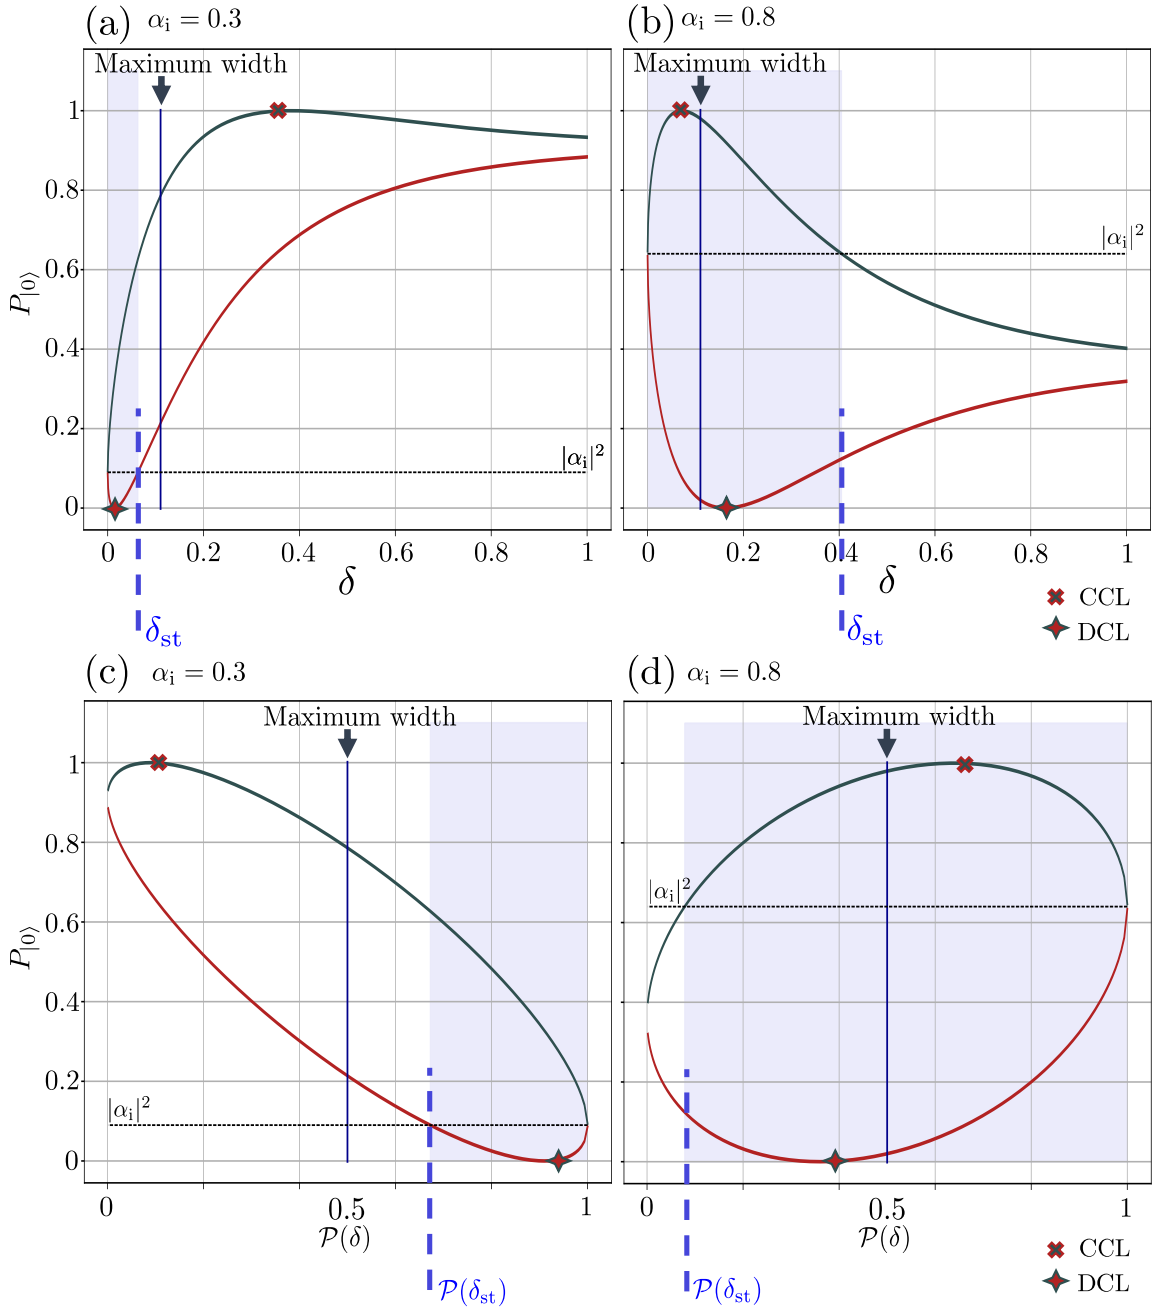 (a) αᵢ = 0.3
(b) αᵢ = 0.8
Maximum width
Maximum width
1
0.8
0.6
0.4
0.2
0
P|0⟩
|αᵢ|²
|αᵢ|²
0 0.2 0.4 0.6 0.8 1
0 0.2 0.4 0.6 0.8 1
δ
δ
δst
δst
CCL
DCL
(c) αᵢ = 0.3
(d) αᵢ = 0.8
Maximum width
Maximum width
1
0.8
0.6
0.4
0.2
0
P|0⟩
|αᵢ|²
|αᵢ|²
0 0.5 1
0 0.5 1
𝒫(δ)
𝒫(δ)
𝒫(δst)
𝒫(δst)
CCL
DCL